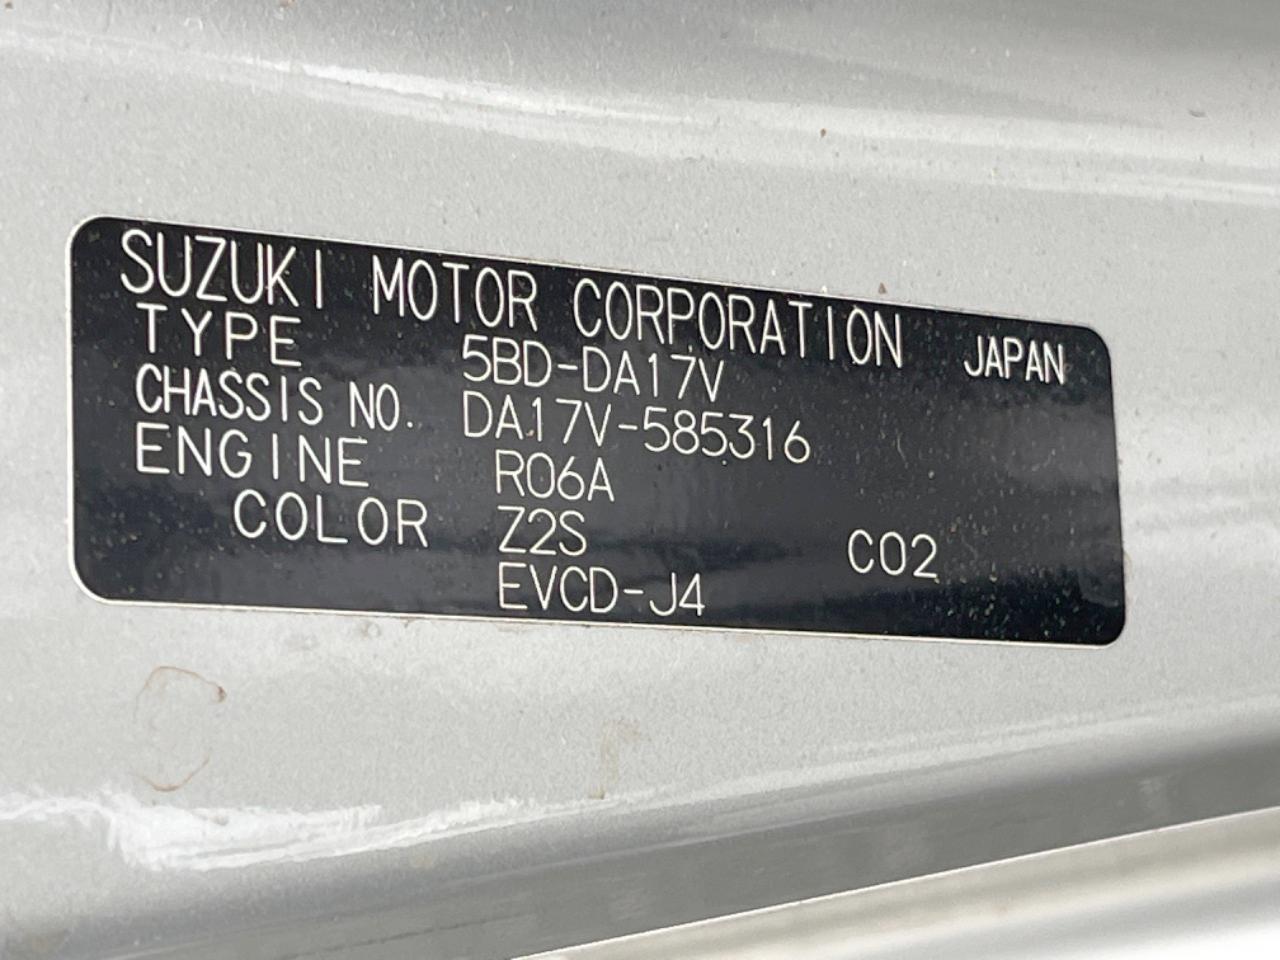 SUZUKI MOTOR CORPORATION JAPAN
TYPE 5BD-DA17V
CHASSIS NO. DA17V-585316
ENGINE R06A
COLOR Z2S C02
EVCD-J4